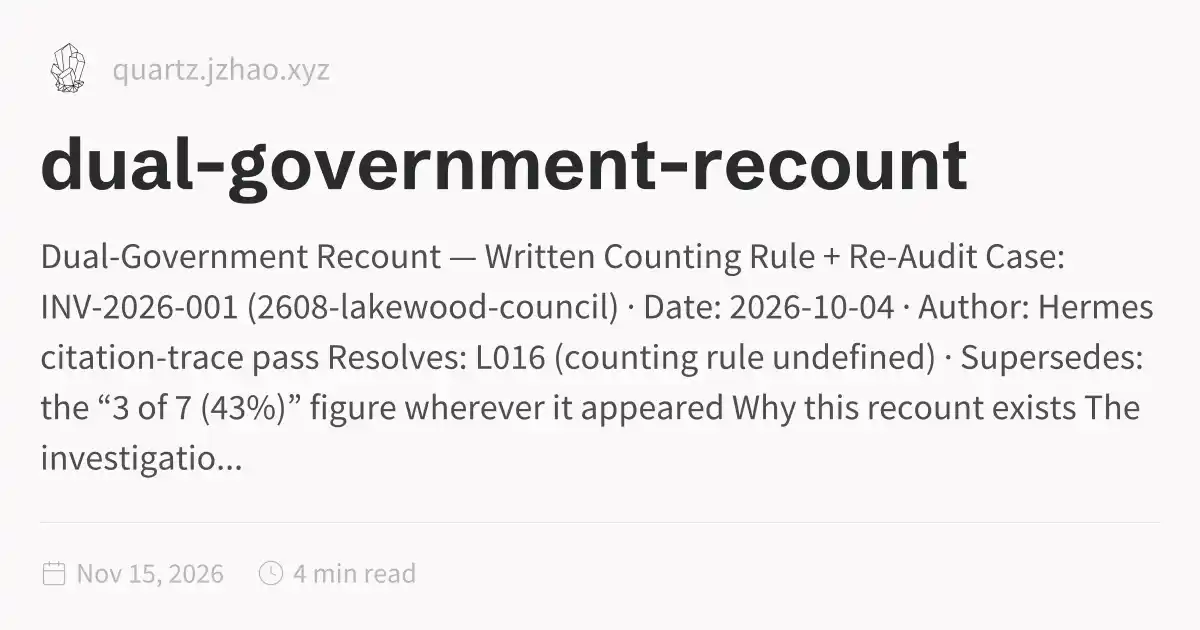 quartz.jzhao.xyz
dual-government-recount
Dual-Government Recount — Written Counting Rule + Re-Audit Case:
INV-2026-001 (2608-lakewood-council) · Date: 2026-10-04 · Author: Hermes
citation-trace pass Resolves: L016 (counting rule undefined) · Supersedes:
the “3 of 7 (43%)” figure wherever it appeared Why this recount exists The
investigatio...
Nov 15, 2026 4 min read